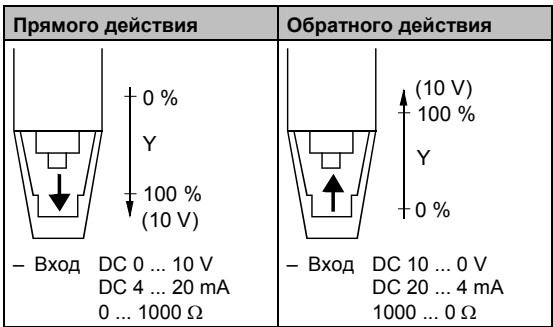 Прямого действия
0 %
Y
100 %
(10 V)
– Вход DC 0 ... 10 V
DC 4 ... 20 mA
0 ... 1000 Ω
Обратного действия
(10 V)
100 %
Y
0 %
– Вход DC 10 ... 0 V
DC 20 ... 4 mA
1000 ... 0 Ω